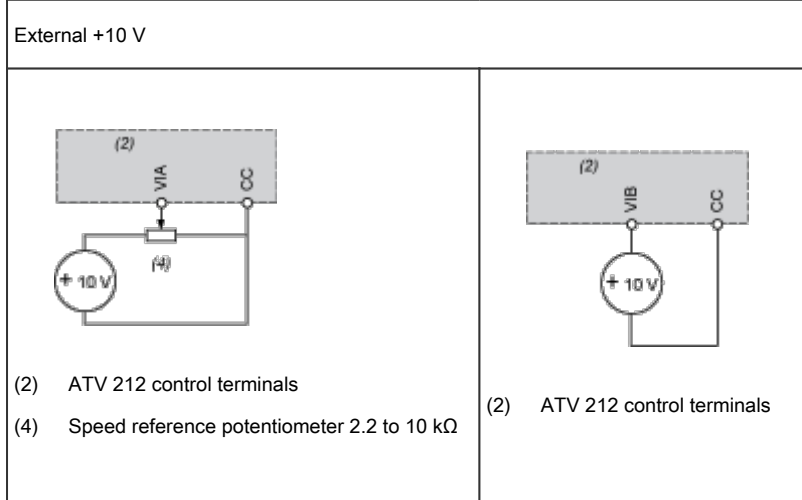 External +10 V
(2)
VIA
CC
(4)
+ 10 V
(2) ATV 212 control terminals
(4) Speed reference potentiometer 2.2 to 10 kΩ
(2)
VIB
CC
+ 10 V
(2) ATV 212 control terminals